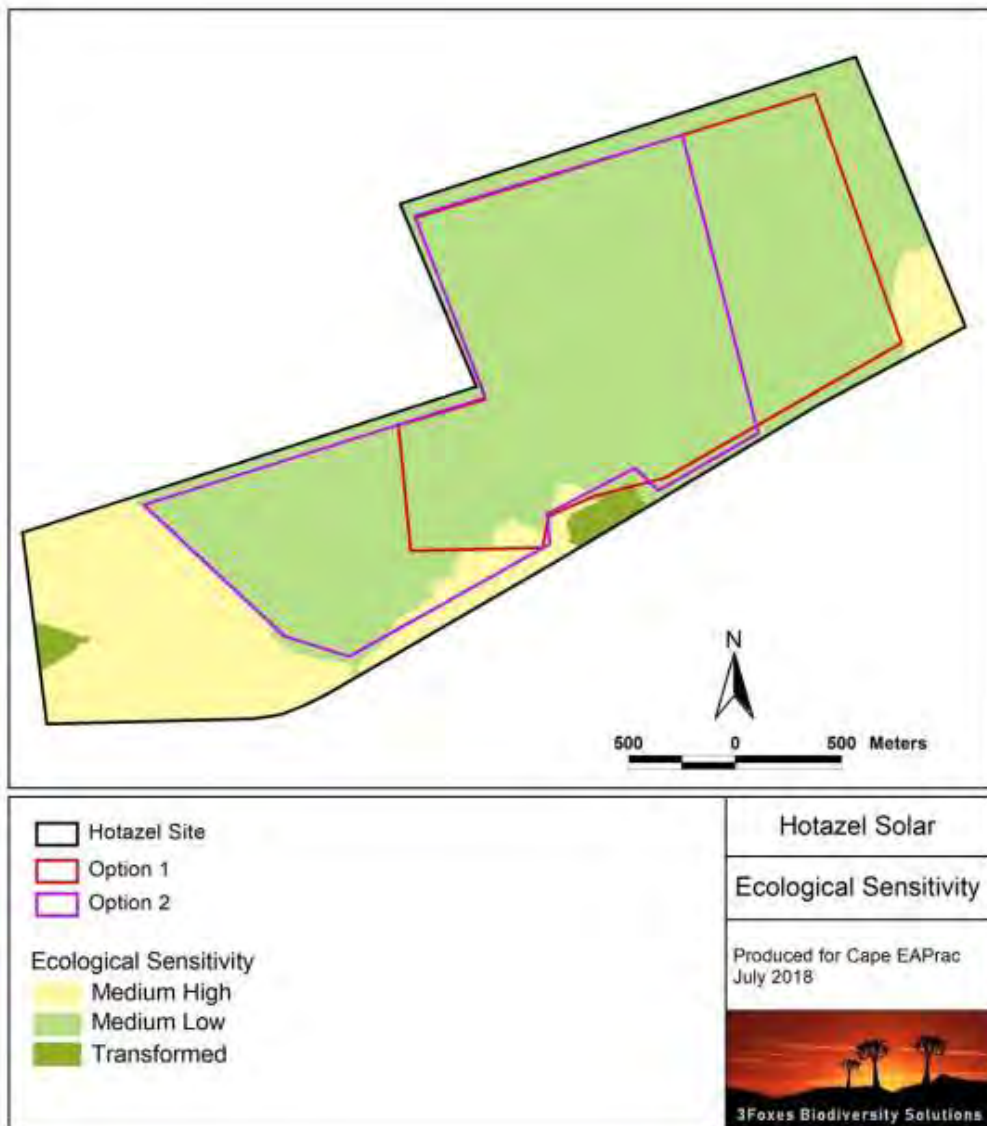 N
500 0 500 Meters
Hotazel Site
Option 1
Option 2
Ecological Sensitivity
Medium High
Medium Low
Transformed
Hotazel Solar
Ecological Sensitivity
Produced for Cape EAPrac
July 2018
3Foxes Biodiversity Solutions